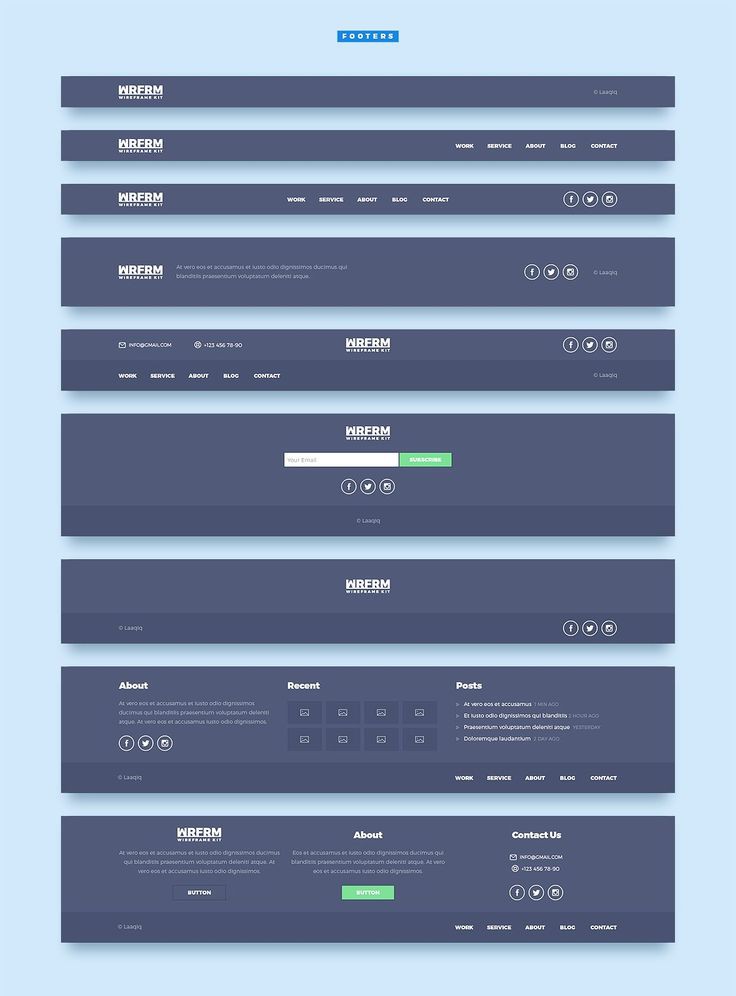 FOOTERS
WRFRM
WIREFRAME KIT
© Laaqiq
WRFRM
WIREFRAME KIT
WORK SERVICE ABOUT BLOG CONTACT
WRFRM
WIREFRAME KIT
WORK SERVICE ABOUT BLOG CONTACT
WRFRM
WIREFRAME KIT
At vero eos et accusamus et iusto odio dignissimos ducimus qui
blanditiis praesentium voluptatum deleniti atque.
© Laaqiq
INFO@GMAIL.COM +123 456 78-90
WRFRM
WIREFRAME KIT
WORK SERVICE ABOUT BLOG CONTACT © Laaqiq
WRFRM
WIREFRAME KIT
Your Email SUBSCRIBE
© Laaqiq
WRFRM
WIREFRAME KIT
© Laaqiq
About
At vero eos et accusamus et iusto odio dignissimos
ducimus qui blanditiis praesentium voluptatum deleniti
atque. At vero eos et accusamus iusto odio dignissimos.
Recent
Posts
At vero eos et accusamus 1 MIN AGO
Et iusto odio dignissimos qui blanditiis 2 HOUR AGO
Praesentium voluptatum deleniti atque YESTERDAY
Doloremque laudantium 2 DAY AGO
© Laaqiq WORK SERVICE ABOUT BLOG CONTACT
WRFRM
WIREFRAME KIT
At vero eos et accusamus et iusto odio dignissimos ducimus
qui blanditiis praesentium voluptatum deleniti atque. At
vero eos et accusamus iusto odio dignissimos.
BUTTON
About
Eos et accusamus et iusto odio dignissimos ducimus qui
blanditiis praesentium voluptatum deleniti atque. At vero
eos et accusamus.
BUTTON
Contact Us
INFO@GMAIL.COM
+123 456 78-90
© Laaqiq WORK SERVICE ABOUT BLOG CONTACT